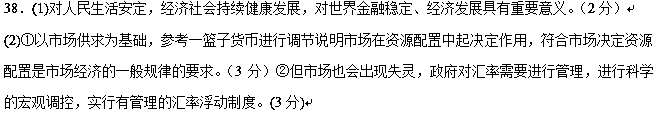 38．(1)对人民生活安定，经济社会持续健康发展，对世界金融稳定、经济发展具有重要意义。（2 分）↵
(2)①以市场供求为基础，参考一篮子货币进行调节说明市场在资源配置中起决定作用，符合市场决定资源
配置是市场经济的一般规律的要求。（3 分）②但市场也会出现失灵，政府对汇率需要进行管理，进行科学
的宏观调控，实行有管理的汇率浮动制度。(3 分)↵